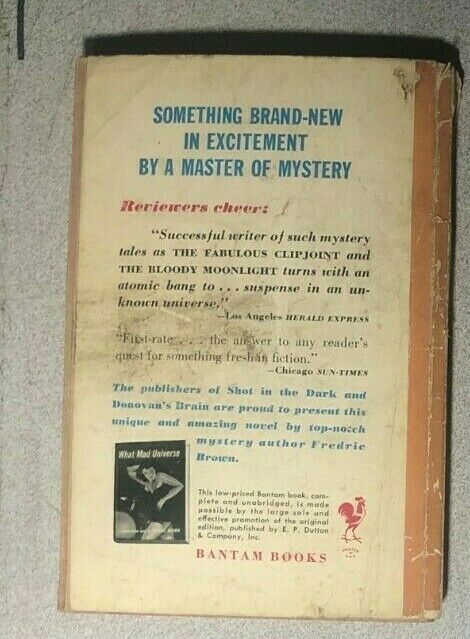 SOMETHING BRAND-NEW
IN EXCITEMENT
BY A MASTER OF MYSTERY
Reviewers cheer:
"Successful writer of such mystery
tales as THE FABULOUS CLIPJOINT and
THE BLOODY MOONLIGHT turns with an
atomic bang to... suspense in an un-
known universe."
—Los Angeles HERALD EXPRESS
"First-rate . . . the answer to any reader's
quest for something fresh in fiction."
—Chicago SUN-TIMES
The publishers of Shot in the Dark and
Donovan's Brain are proud to present this
unique and amazing novel by top-notch
mystery author Fredric
Brown.
What Mad Universe
This low-priced Bantam book, com-
plete and unabridged, is made
possible by the large sale and
effective promotion of the original
edition, published by E. P. Dutton
& Company, Inc.
BANTAM BOOKS